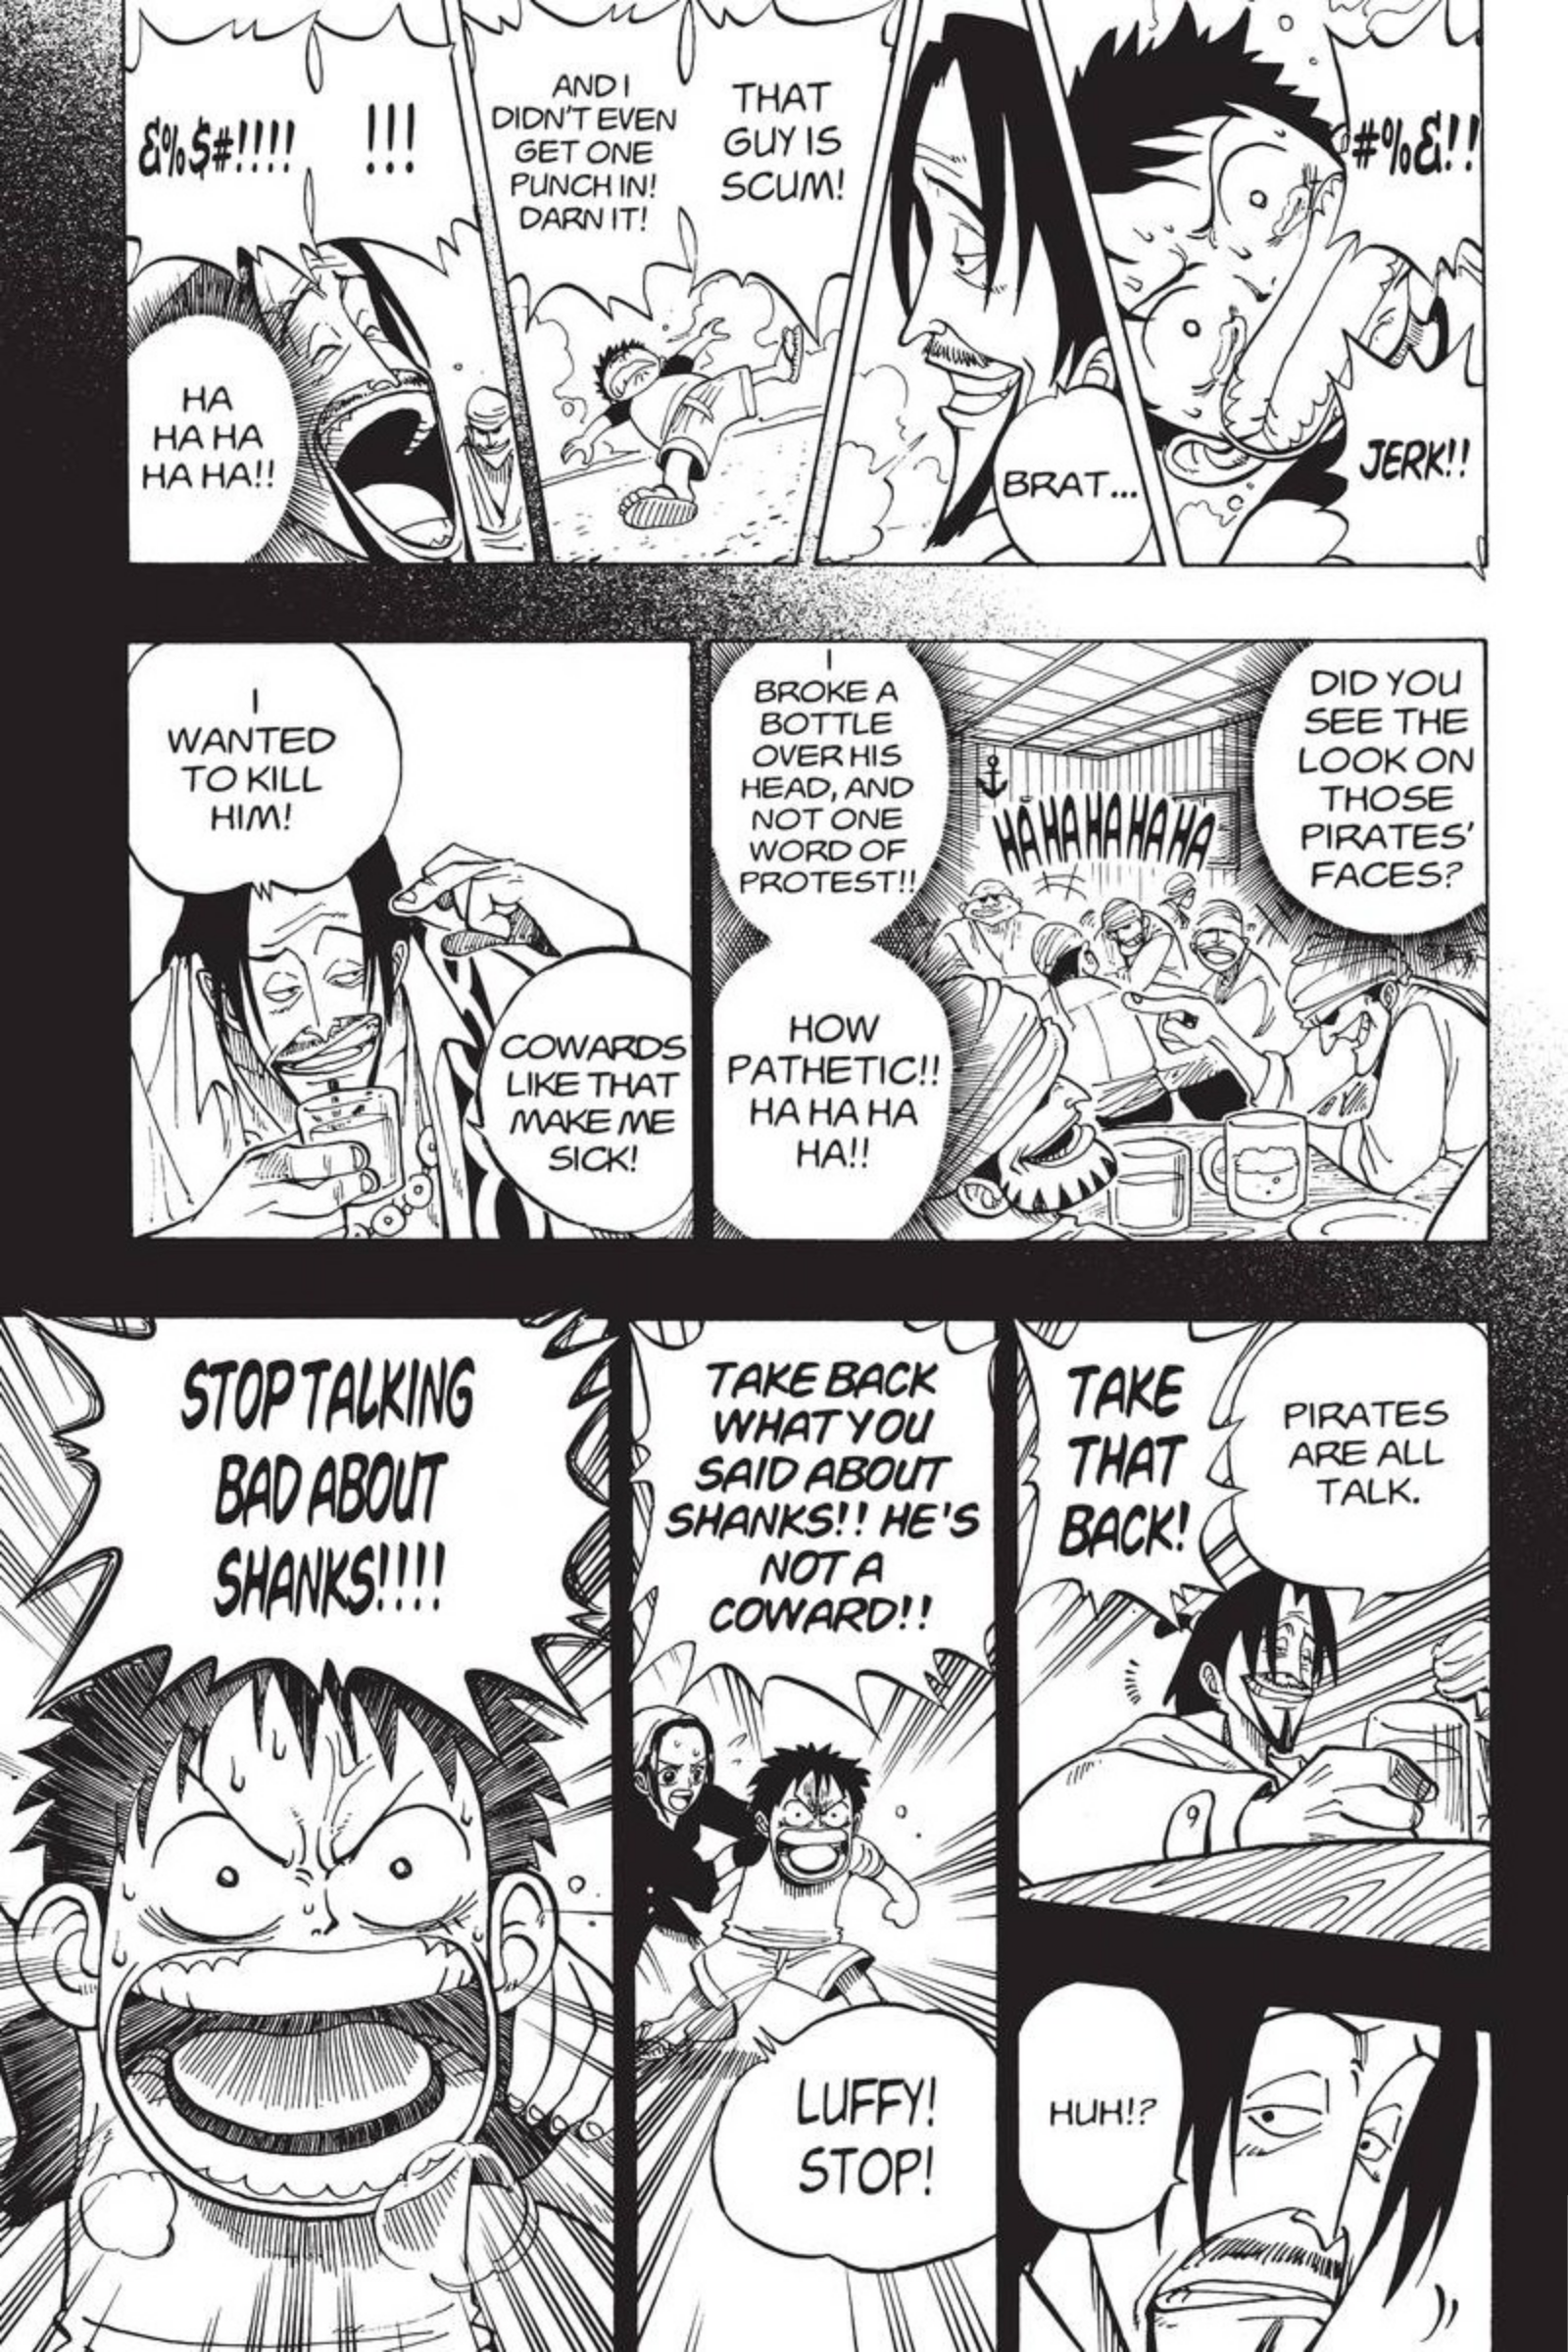 #%&!!
JERK!!
BRAT...
THAT
GUY IS
SCUM!
AND I
DIDN'T EVEN
GET ONE
PUNCH IN!
DARN IT!
!!!
&%$#!!!!
HA
HA HA
HA HA!!
DID YOU
SEE THE
LOOK ON
THOSE
PIRATES'
FACES?
HA HA HA HA HA
I
BROKE A
BOTTLE
OVER HIS
HEAD, AND
NOT ONE
WORD OF
PROTEST!!
HOW
PATHETIC!!
HA HA HA
HA!!
I
WANTED
TO KILL
HIM!
COWARDS
LIKE THAT
MAKE ME
SICK!
PIRATES
ARE ALL
TALK.
TAKE
THAT
BACK!
HUH!?
TAKE BACK
WHAT YOU
SAID ABOUT
SHANKS!! HE'S
NOT A
COWARD!!
LUFFY!
STOP!
STOP TALKING
BAD ABOUT
SHANKS!!!!